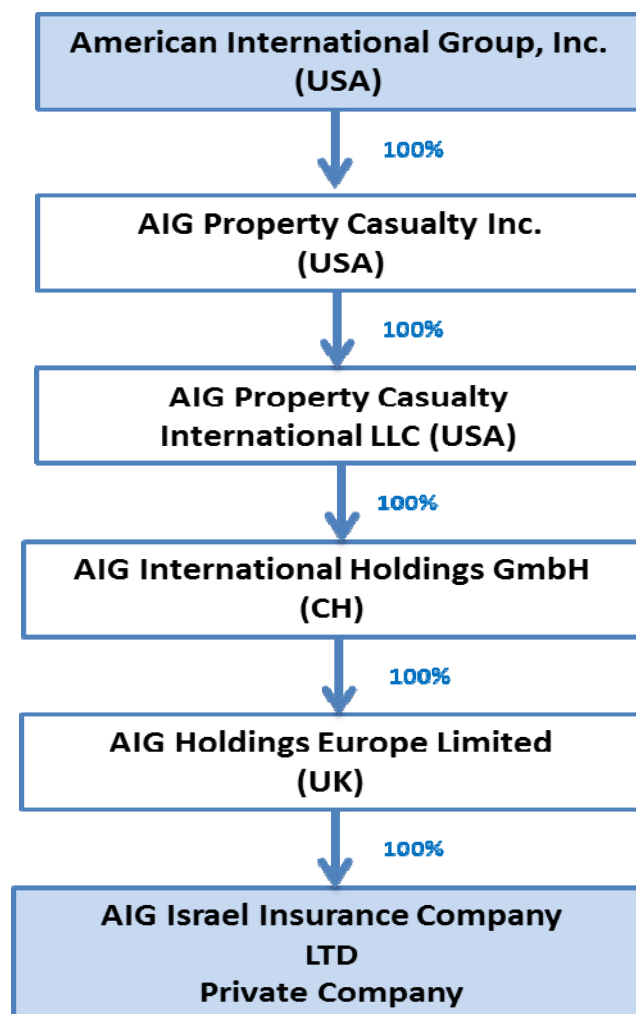 American International Group, Inc.
(USA)
100%
AIG Property Casualty Inc.
(USA)
100%
AIG Property Casualty
International LLC (USA)
100%
AIG International Holdings GmbH
(CH)
100%
AIG Holdings Europe Limited
(UK)
100%
AIG Israel Insurance Company
LTD
Private Company